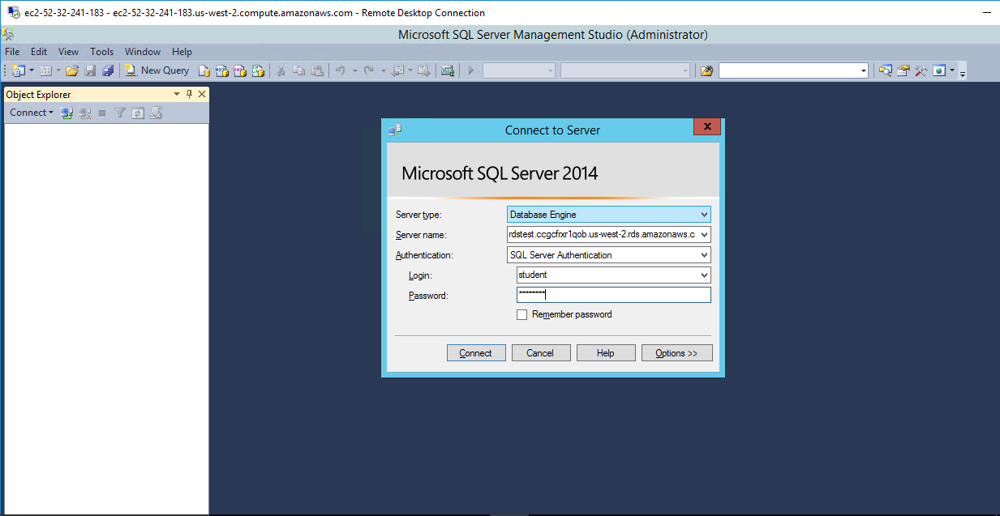 ec2-52-32-241-183 - ec2-52-32-241-183.us-west-2.compute.amazonaws.com - Remote Desktop Connection
Microsoft SQL Server Management Studio (Administrator)
File Edit View Tools Window Help
New Query
Object Explorer
Connect
Connect to Server
Microsoft SQL Server 2014
Server type: Database Engine
Server name: rdstest.ccgcfrxr1qob.us-west-2.rds.amazonaws.c
Authentication: SQL Server Authentication
Login: student
Password: ********
Remember password
Connect Cancel Help Options >>